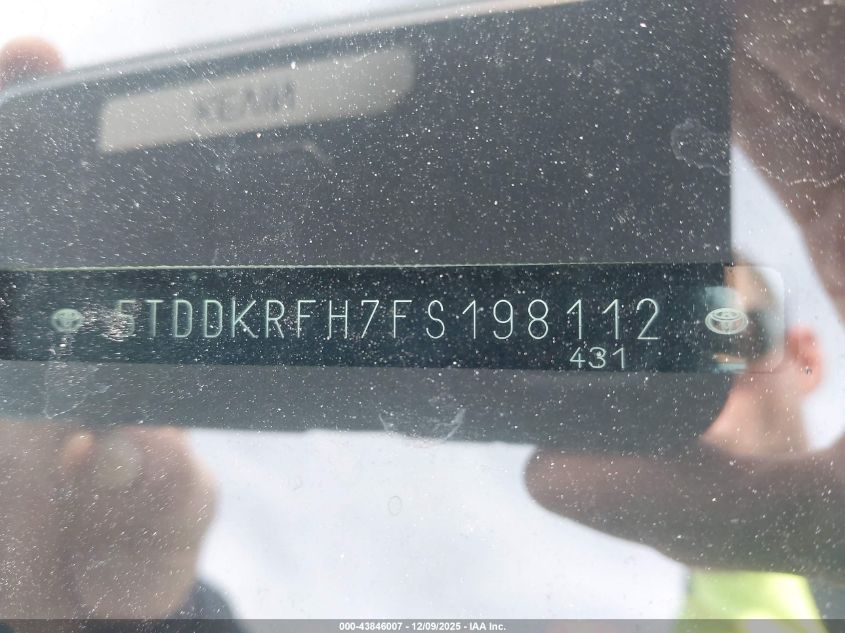 5TDDKRFH7FS198112
431
000-43846007 - 12/09/2025 - IAA Inc.